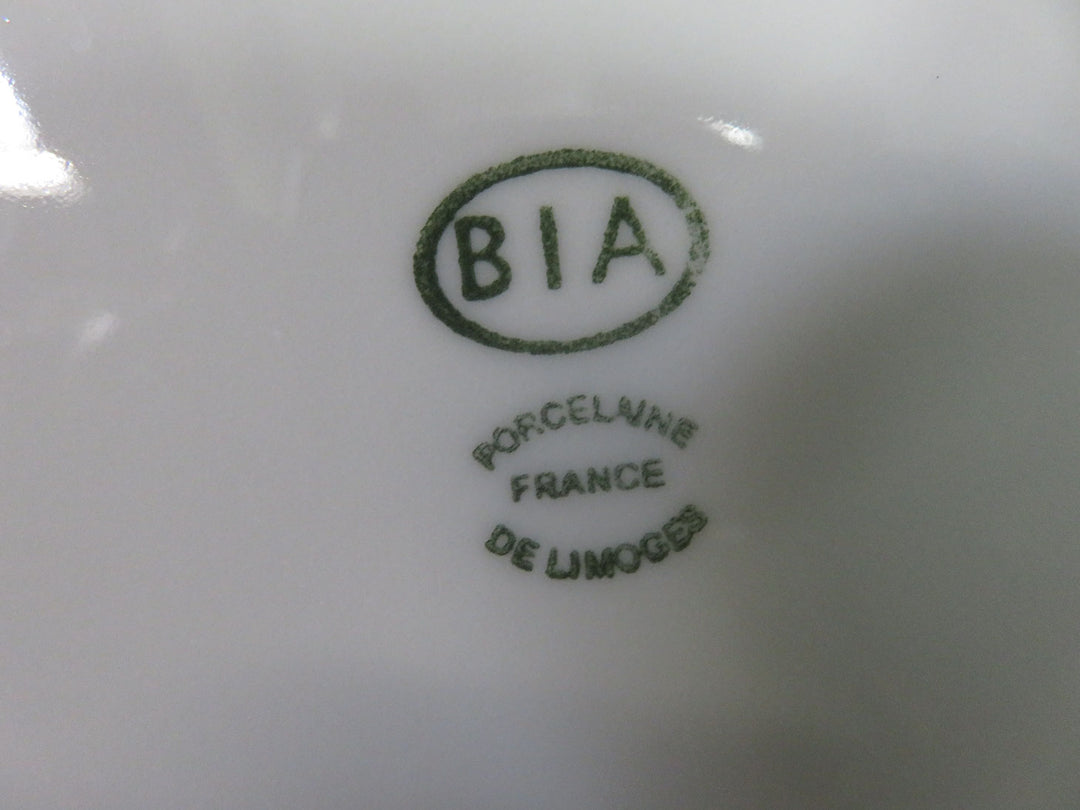 BIA
PORCELAINE
FRANCE
DE LIMOGES